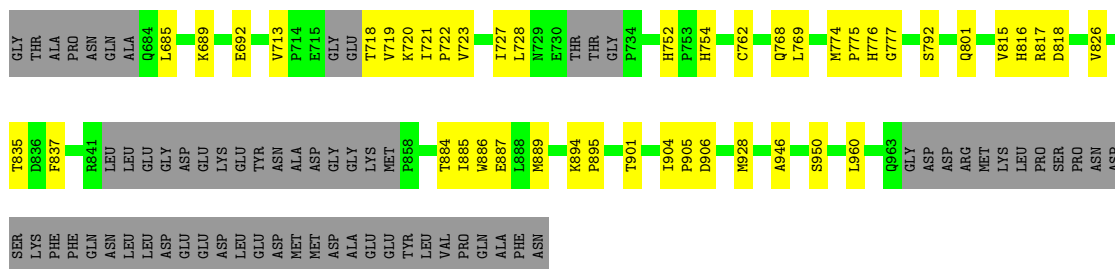 GLY THR ALA PRO ASN GLN ALA Q684 L685 K689 E692 V713 P714 E715 GLY GLU T718 V719 K720 I721 P722 V723 I727 L728 N729 E730 THR THR GLY P734 H752 P753 H754 C762 Q768 L769 M774 P775 H776 G777 S792 Q801 V815 H816 R817 D818 V826
T835 D836 F837 R841 LEU LEU GLU GLY ASP GLU LYS GLU TYR ASN ALA ASP GLY GLY LYS MET P858 T884 I885 W886 E887 L888 M889 K894 P895 T901 I904 P905 D906 M928 A946 S950 L960 Q963 GLY ASP ASP ARG MET LYS LEU PRO SER PRO ASN ASP
SER LYS PHE PHE GLN ASN LEU LEU ASP GLU GLU ASP LEU GLU ASP MET MET ASP ALA GLU GLU TYR LEU VAL PRO GLN ALA PHE ASN